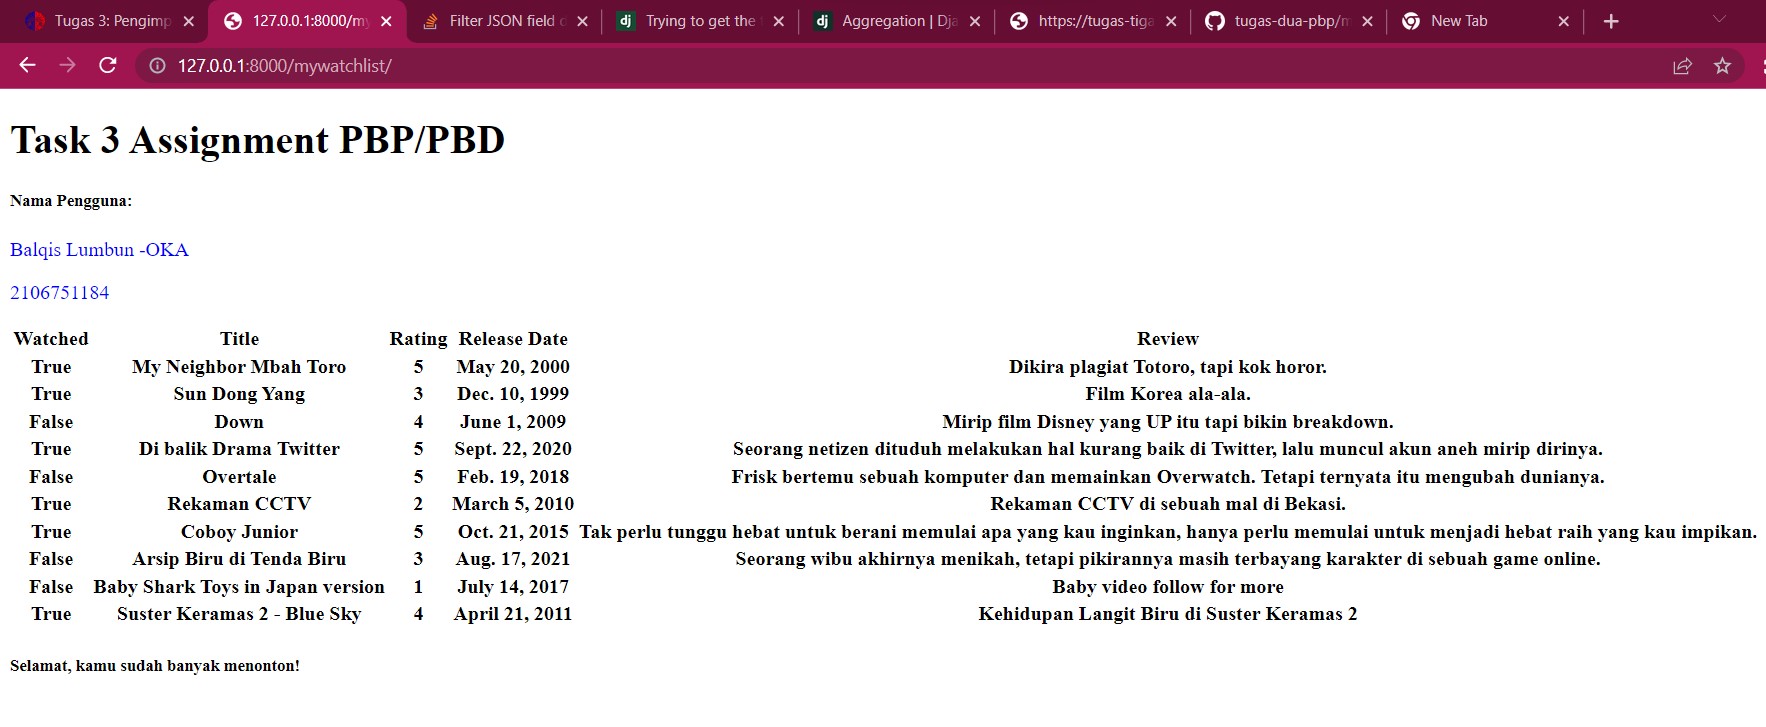 Tugas 3: Pengimp
127.0.0.1:8000/my
Filter JSON field
Trying to get the
Aggregation | Dja
https://tugas-tiga
tugas-dua-pbp/m
New Tab
127.0.0.1:8000/mywatchlist/
Task 3 Assignment PBP/PBD
Nama Pengguna:
Balqis Lumbun -OKA
2106751184
Watched Title Rating Release Date Review
True My Neighbor Mbah Toro 5 May 20, 2000 Dikira plagiat Totoro, tapi kok horor.
True Sun Dong Yang 3 Dec. 10, 1999 Film Korea ala-ala.
False Down 4 June 1, 2009 Mirip film Disney yang UP itu tapi bikin breakdown.
True Di balik Drama Twitter 5 Sept. 22, 2020 Seorang netizen dituduh melakukan hal kurang baik di Twitter, lalu muncul akun aneh mirip dirinya.
False Overtale 5 Feb. 19, 2018 Frisk bertemu sebuah komputer dan memainkan Overwatch. Tetapi ternyata itu mengubah dunianya.
True Rekaman CCTV 2 March 5, 2010 Rekaman CCTV di sebuah mal di Bekasi.
True Coboy Junior 5 Oct. 21, 2015 Tak perlu tunggu hebat untuk berani memulai apa yang kau inginkan, hanya perlu memulai untuk menjadi hebat raih yang kau impikan.
False Arsip Biru di Tenda Biru 3 Aug. 17, 2021 Seorang wibu akhirnya menikah, tetapi pikirannya masih terbayang karakter di sebuah game online.
False Baby Shark Toys in Japan version 1 July 14, 2017 Baby video follow for more
True Suster Keramas 2 - Blue Sky 4 April 21, 2011 Kehidupan Langit Biru di Suster Keramas 2
Selamat, kamu sudah banyak menonton!